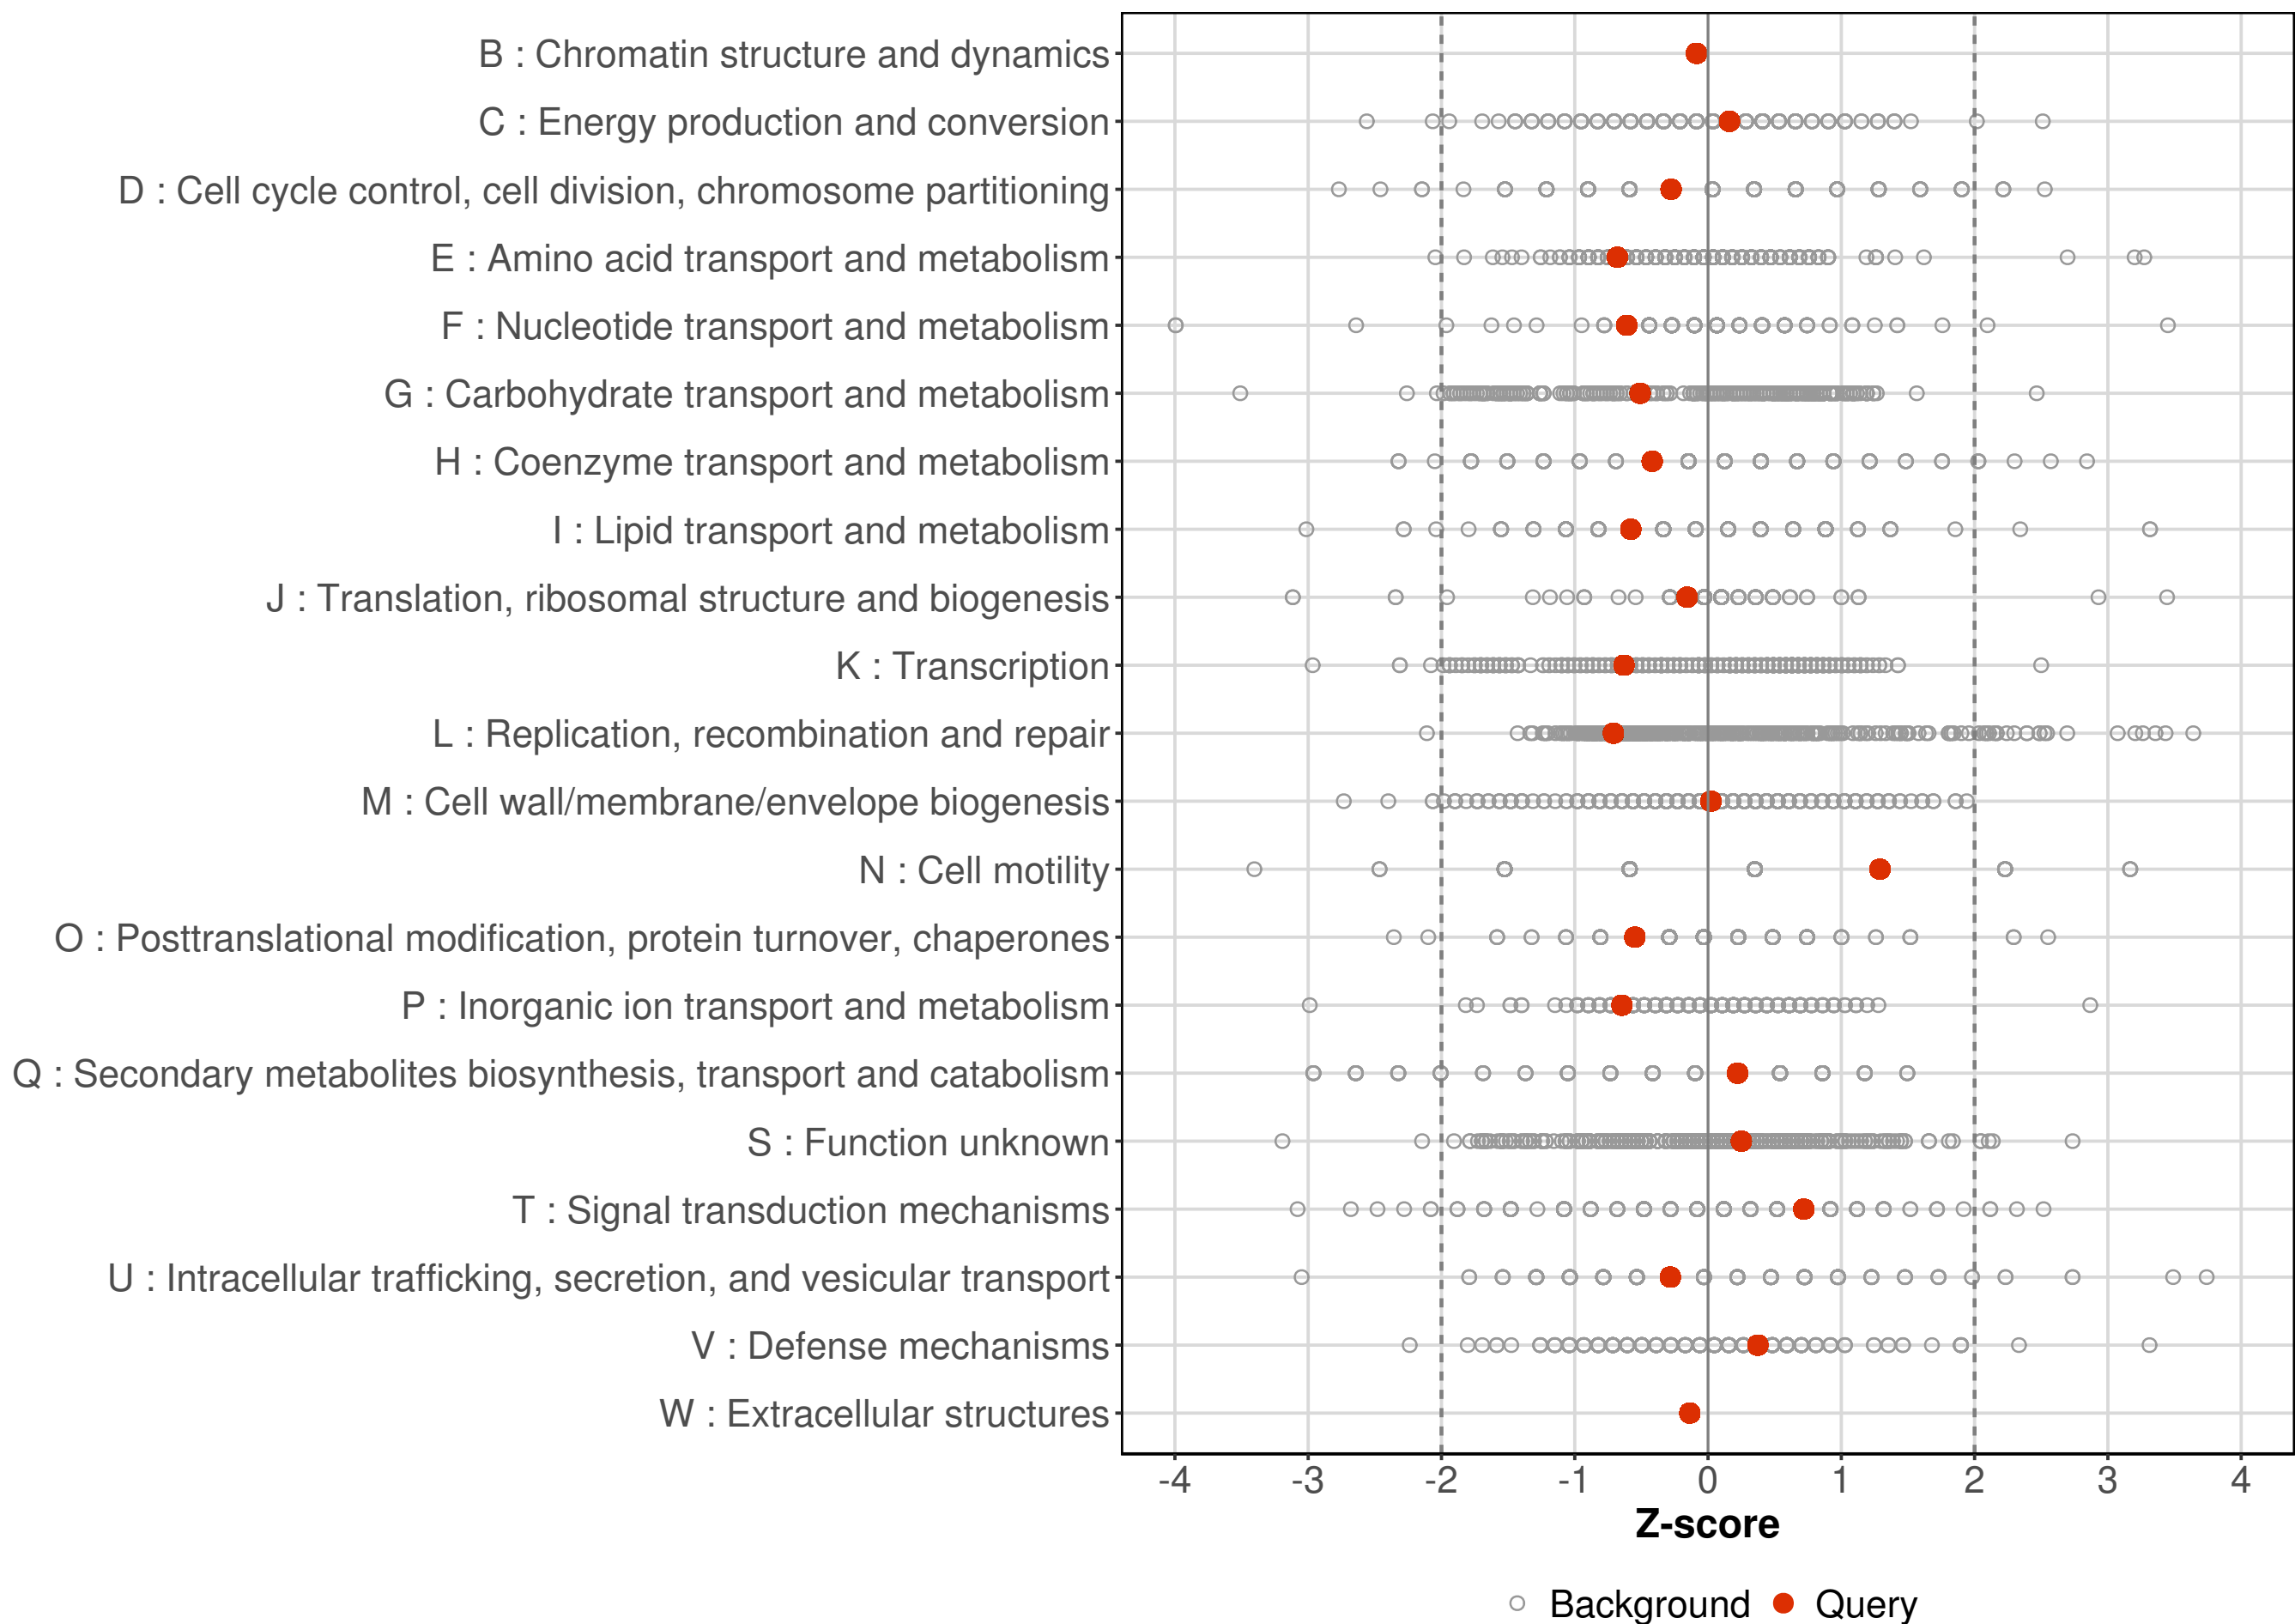 B : Chromatin structure and dynamics
C : Energy production and conversion
D : Cell cycle control, cell division, chromosome partitioning
E : Amino acid transport and metabolism
F : Nucleotide transport and metabolism
G : Carbohydrate transport and metabolism
H : Coenzyme transport and metabolism
I : Lipid transport and metabolism
J : Translation, ribosomal structure and biogenesis
K : Transcription
L : Replication, recombination and repair
M : Cell wall/membrane/envelope biogenesis
N : Cell motility
O : Posttranslational modification, protein turnover, chaperones
P : Inorganic ion transport and metabolism
Q : Secondary metabolites biosynthesis, transport and catabolism
S : Function unknown
T : Signal transduction mechanisms
U : Intracellular trafficking, secretion, and vesicular transport
V : Defense mechanisms
W : Extracellular structures
-4 -3 -2 -1 0 1 2 3 4
Z-score
Background Query